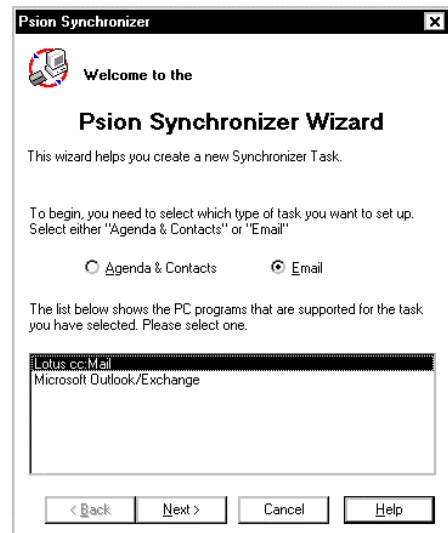 Psion Synchronizer
Welcome to the
Psion Synchronizer Wizard
This wizard helps you create a new Synchronizer Task.
To begin, you need to select which type of task you want to set up.
Select either "Agenda & Contacts" or "Email"
Agenda & Contacts
Email
The list below shows the PC programs that are supported for the task
you have selected. Please select one.
Lotus cc:Mail
Microsoft Outlook/Exchange
< Back
Next >
Cancel
Help